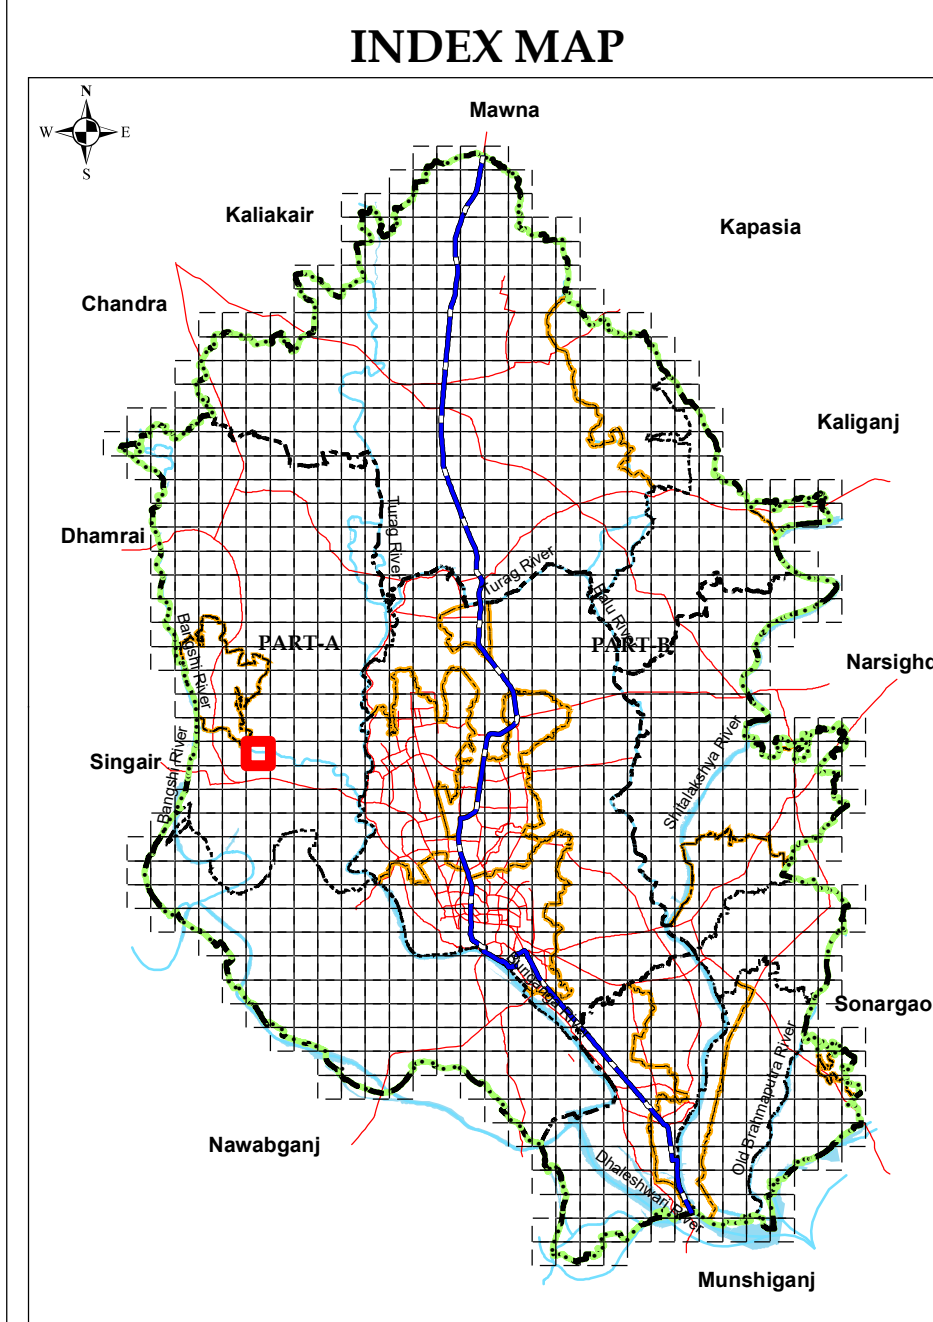 INDEX MAP
N
W
E
S
Mawna
Kaliakair
Kapasia
Chandra
Kaliganj
Dhamrai
Turag River
Turag River
Balu River
Bangshi River
PART-A
PART-B
Narsighd
Singair
Bangshi River
Shitalakshya River
Buriganga River
Sonargao
Old Brahmaputra River
Nawabganj
Dhaleshwari River
Munshiganj